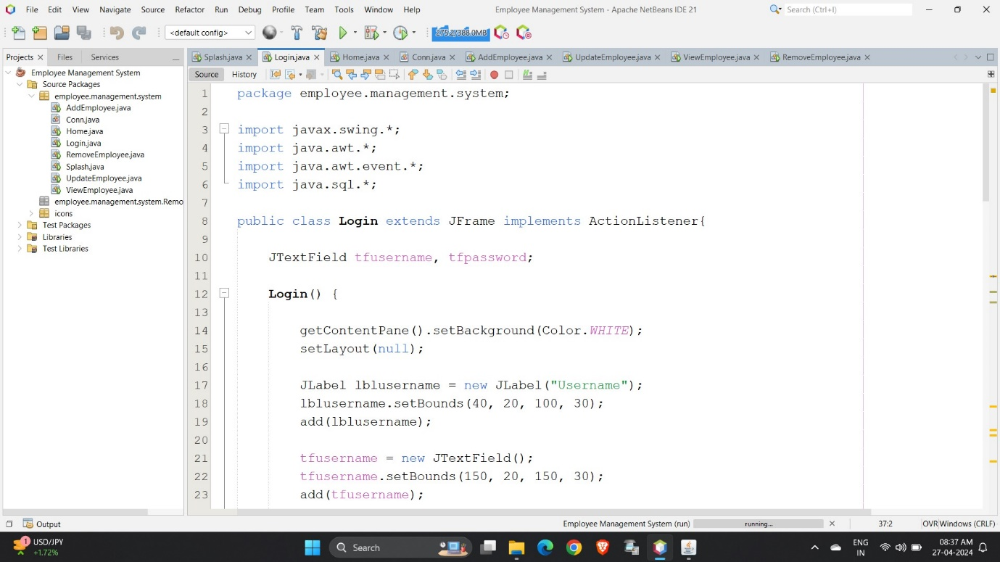 File Edit View Navigate Source Refactor Run Debug Profile Team Tools Window Help
Employee Management System - Apache NetBeans IDE 21
Search (Ctrl+I)
<default config>
275.2/388.0MB
Projects Files Services
Splash.java Login.java Home.java Conn.java AddEmployee.java UpdateEmployee.java ViewEmployee.java RemoveEmployee.java
Source History
Employee Management System
Source Packages
employee.management.system
AddEmployee.java
Conn.java
Home.java
Login.java
RemoveEmployee.java
Splash.java
UpdateEmployee.java
ViewEmployee.java
employee.management.system.Remo
icons
Test Packages
Libraries
Test Libraries
1 package employee.management.system;
2
3 import javax.swing.*;
4 import java.awt.*;
5 import java.awt.event.*;
6 import java.sql.*;
7
8 public class Login extends JFrame implements ActionListener{
9
10 JTextField tfusername, tfpassword;
11
12 Login() {
13
14 getContentPane().setBackground(Color.WHITE);
15 setLayout(null);
16
17 JLabel lblusername = new JLabel("Username");
18 lblusername.setBounds(40, 20, 100, 30);
19 add(lblusername);
20
21 tfusername = new JTextField();
22 tfusername.setBounds(150, 20, 150, 30);
23 add(tfusername);
Output
Employee Management System (run) running... 37:2 OVR Windows (CRLF)
1
USD/JPY
+1.72%
Search
ENG
IN
08:37 AM
27-04-2024